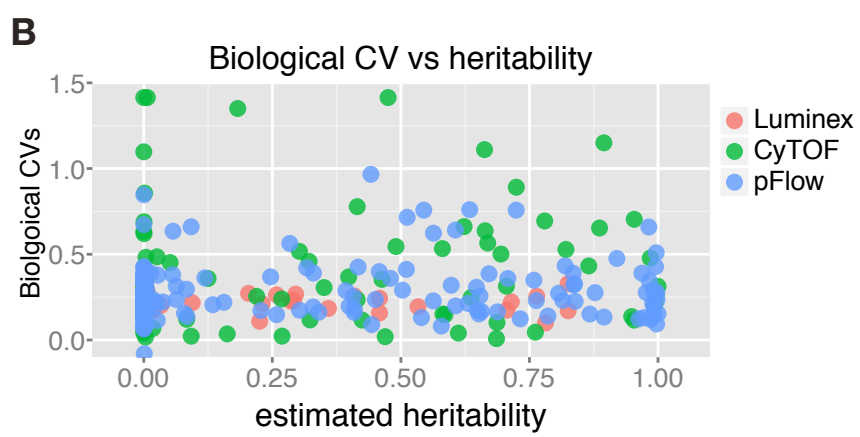 B
Biological CV vs heritability
1.5
1.0
0.5
0.0
Biolgoical CVs
0.00 0.25 0.50 0.75 1.00
estimated heritability
Luminex
CyTOF
pFlow